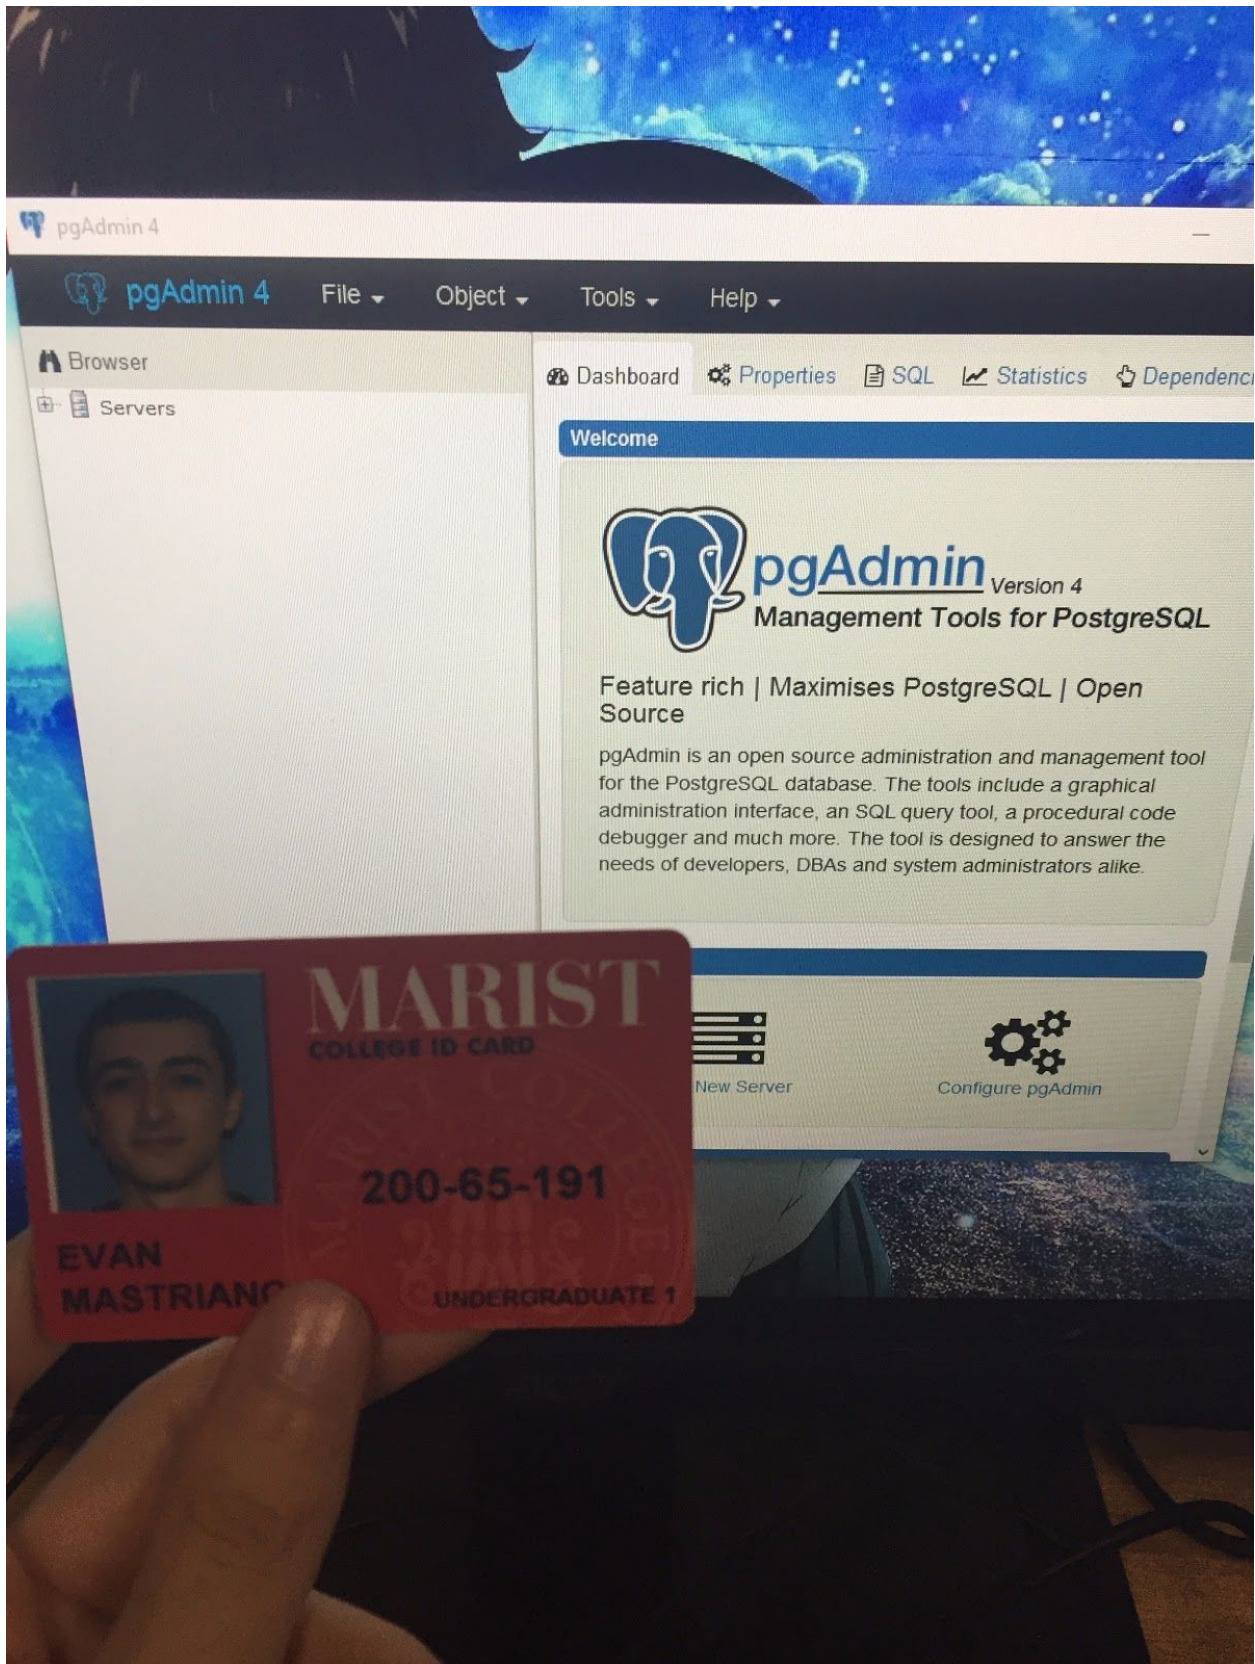 pgAdmin 4
pgAdmin 4 File Object Tools Help
Browser
Servers
Dashboard Properties SQL Statistics Dependenci
Welcome
pgAdmin Version 4
Management Tools for PostgreSQL
Feature rich | Maximises PostgreSQL | Open
Source
pgAdmin is an open source administration and management tool
for the PostgreSQL database. The tools include a graphical
administration interface, an SQL query tool, a procedural code
debugger and much more. The tool is designed to answer the
needs of developers, DBAs and system administrators alike.
New Server Configure pgAdmin
MARIST
COLLEGE ID CARD
MARIST COLLEGE
200-65-191
EVAN
MASTRIANO
UNDERGRADUATE 1